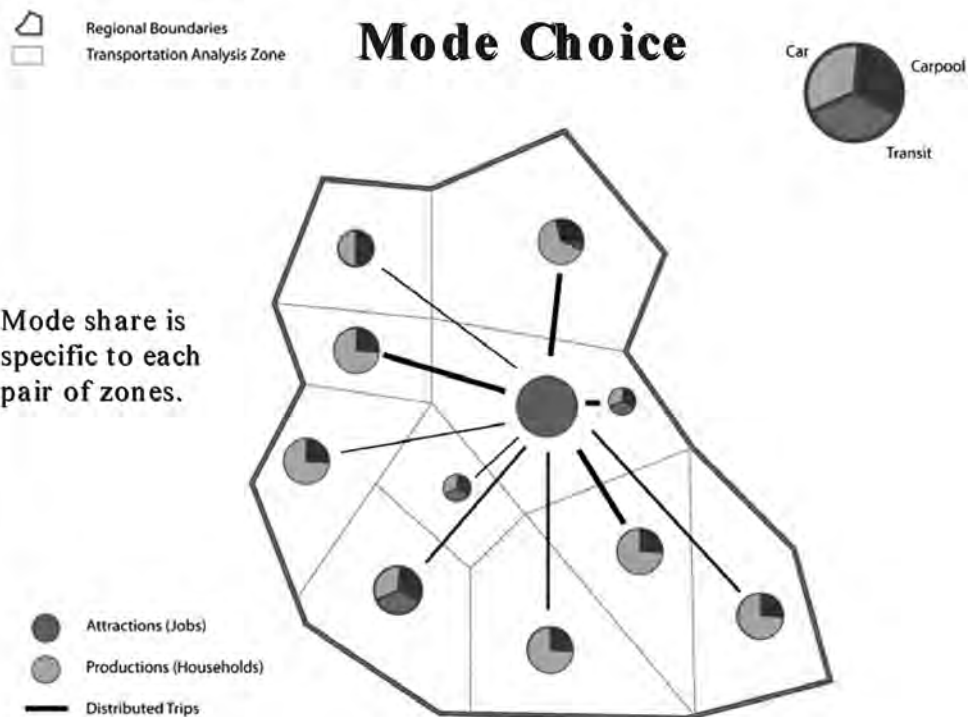 Regional Boundaries
Transportation Analysis Zone
Mode Choice
Car
Carpool
Transit
Mode share is
specific to each
pair of zones.
Attractions (Jobs)
Productions (Households)
Distributed Trips